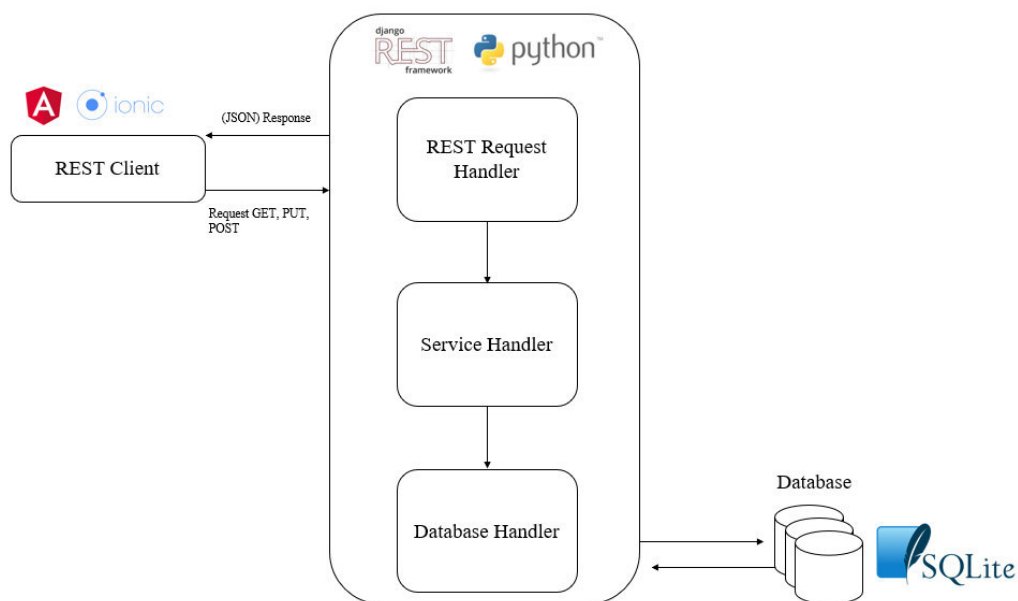 django
REST
framework
python™
ionic
(JSON) Response
REST Client
REST Request
Handler
Request GET, PUT,
POST
Service Handler
Database Handler
Database
SQLite